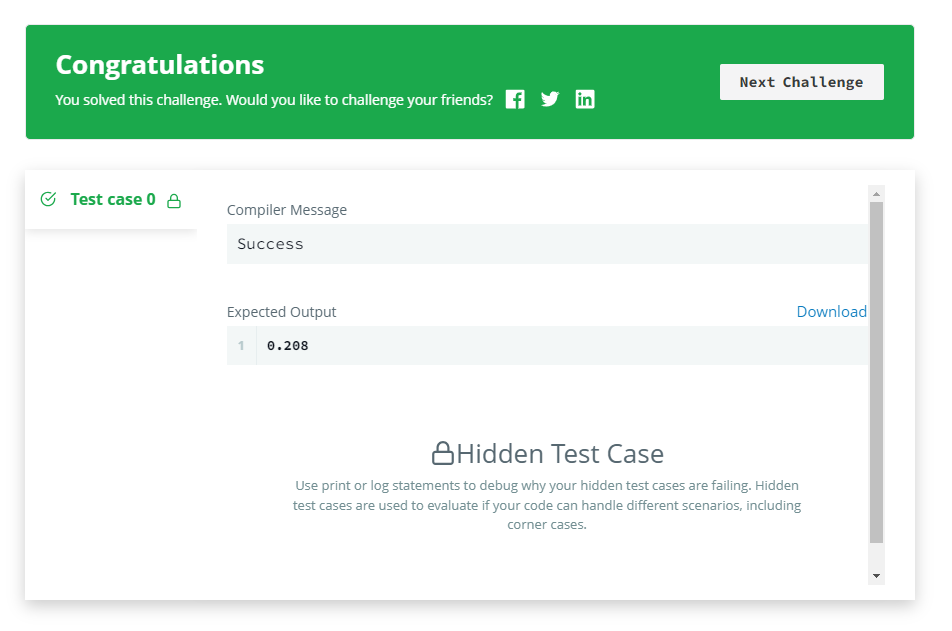 Congratulations
You solved this challenge. Would you like to challenge your friends?
Next Challenge
Test case 0
Compiler Message
Success
Expected Output
Download
1 0.208
Hidden Test Case
Use print or log statements to debug why your hidden test cases are failing. Hidden
test cases are used to evaluate if your code can handle different scenarios, including
corner cases.